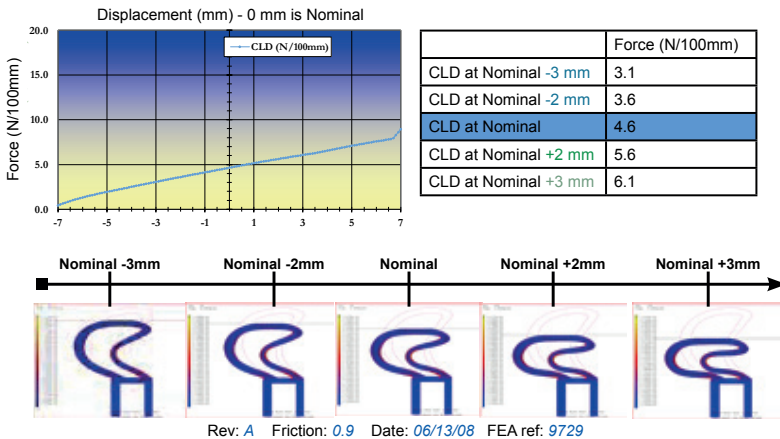 Displacement (mm) - 0 mm is Nominal
Force (N/100mm)
20.0
15.0
10.0
5.0
0.0
CLD (N/100mm)
-7 -5 -3 -1 1 3 5 7
Force (N/100mm)
CLD at Nominal -3 mm 3.1
CLD at Nominal -2 mm 3.6
CLD at Nominal 4.6
CLD at Nominal +2 mm 5.6
CLD at Nominal +3 mm 6.1
Nominal -3mm Nominal -2mm Nominal Nominal +2mm Nominal +3mm
Rev: A Friction: 0.9 Date: 06/13/08 FEA ref: 9729